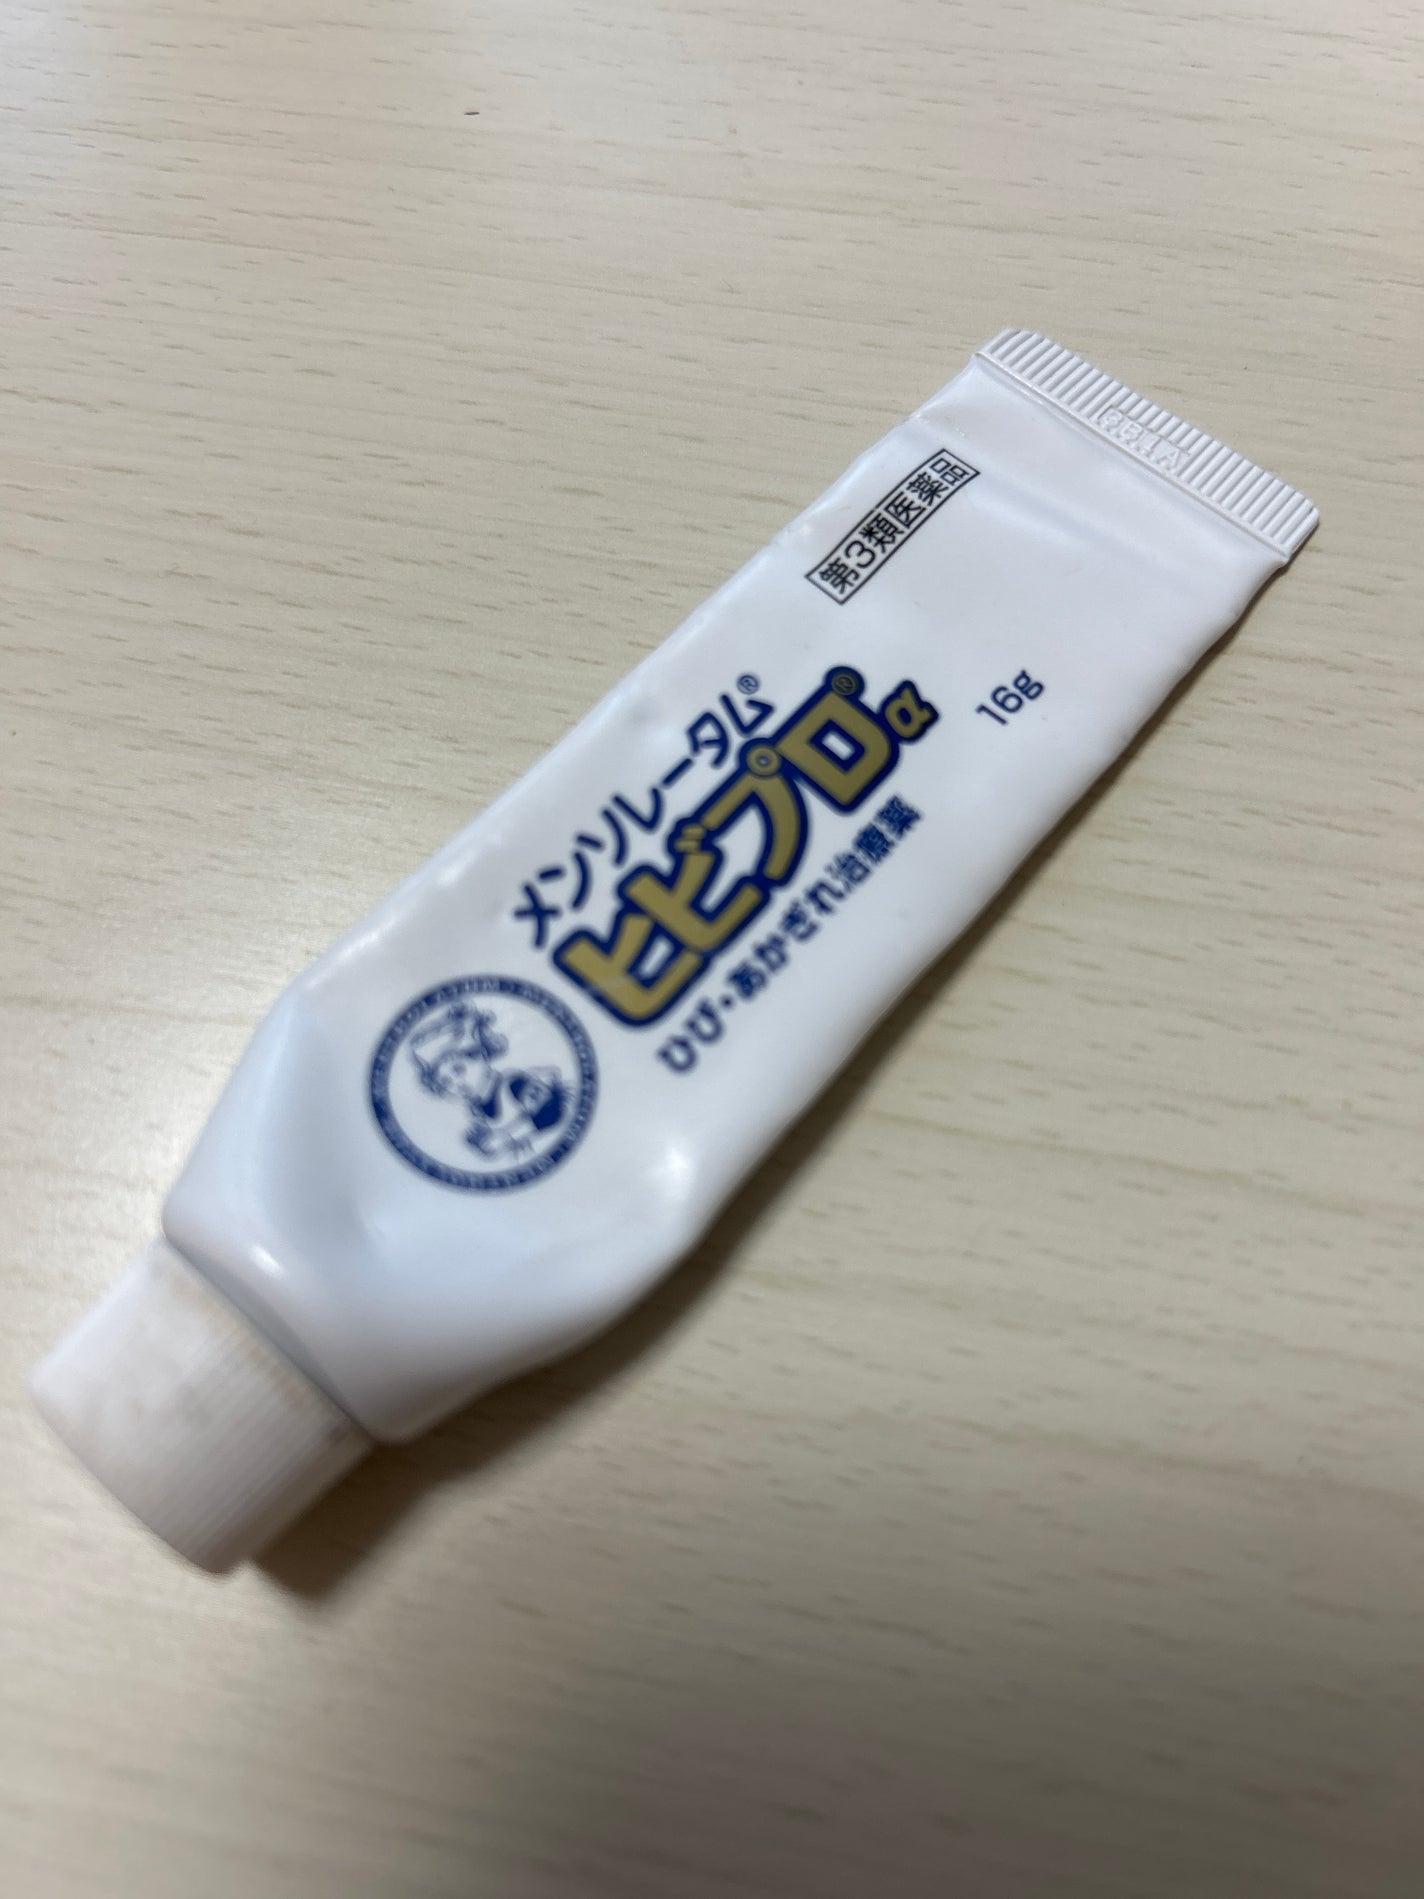 第3類医薬品
メンソレータム®
ヒビプロ®α
ひび・あかぎれ治療薬
16g